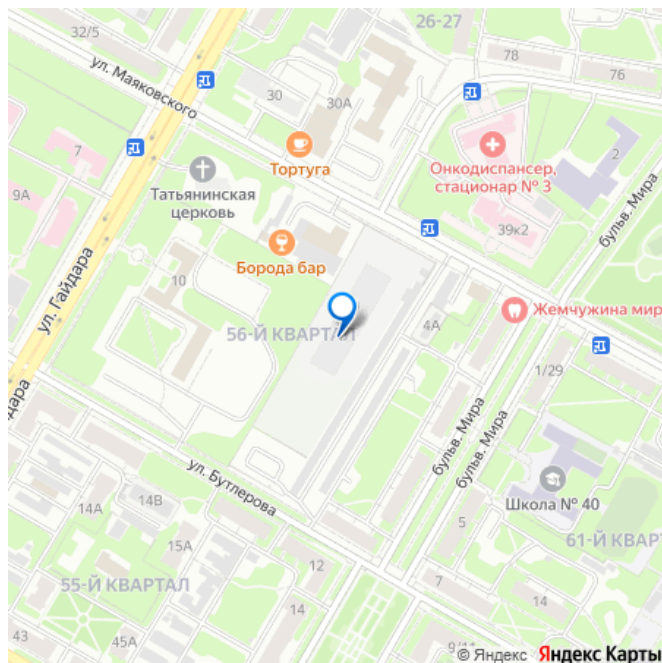 26-27
32/5
78
76
ул. Маяковского
30
30А
7
Тортуга
Онкодиспансер,
стационар № 3
2
9А
Татьянинская
церковь
39к2
бульв. Мира
ул. Гайдара
Борода бар
10
Жемчужина мир
4А
56-Й КВАРТАЛ
1/29
дара
бульв. Мира
бульв. Мира
ул. Бутлерова
Школа № 40
14В
14А
5
61-Й КВАРТ
15А
12
55-Й КВАРТАЛ
7
14
14
43
45А
9/11
© Яндекс Яндекс Карты